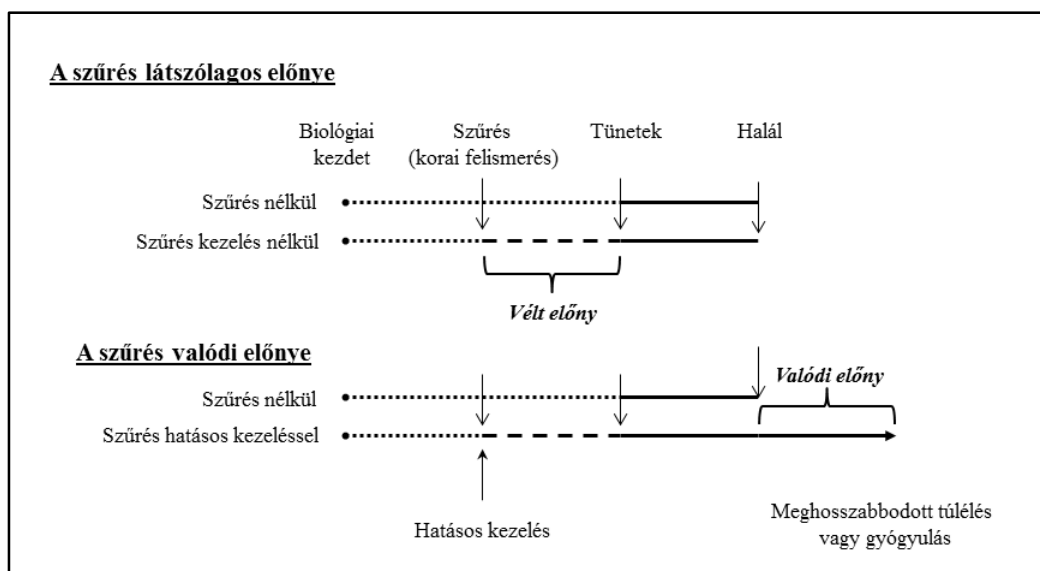 A szűrés látszólagos előnye
Biológiai kezdet
Szűrés (korai felismerés)
Tünetek
Halál
Szűrés nélkül
Szűrés kezelés nélkül
Vélt előny
A szűrés valódi előnye
Valódi előny
Szűrés nélkül
Szűrés hatásos kezeléssel
Hatásos kezelés
Meghosszabbodott túlélés
vagy gyógyulás